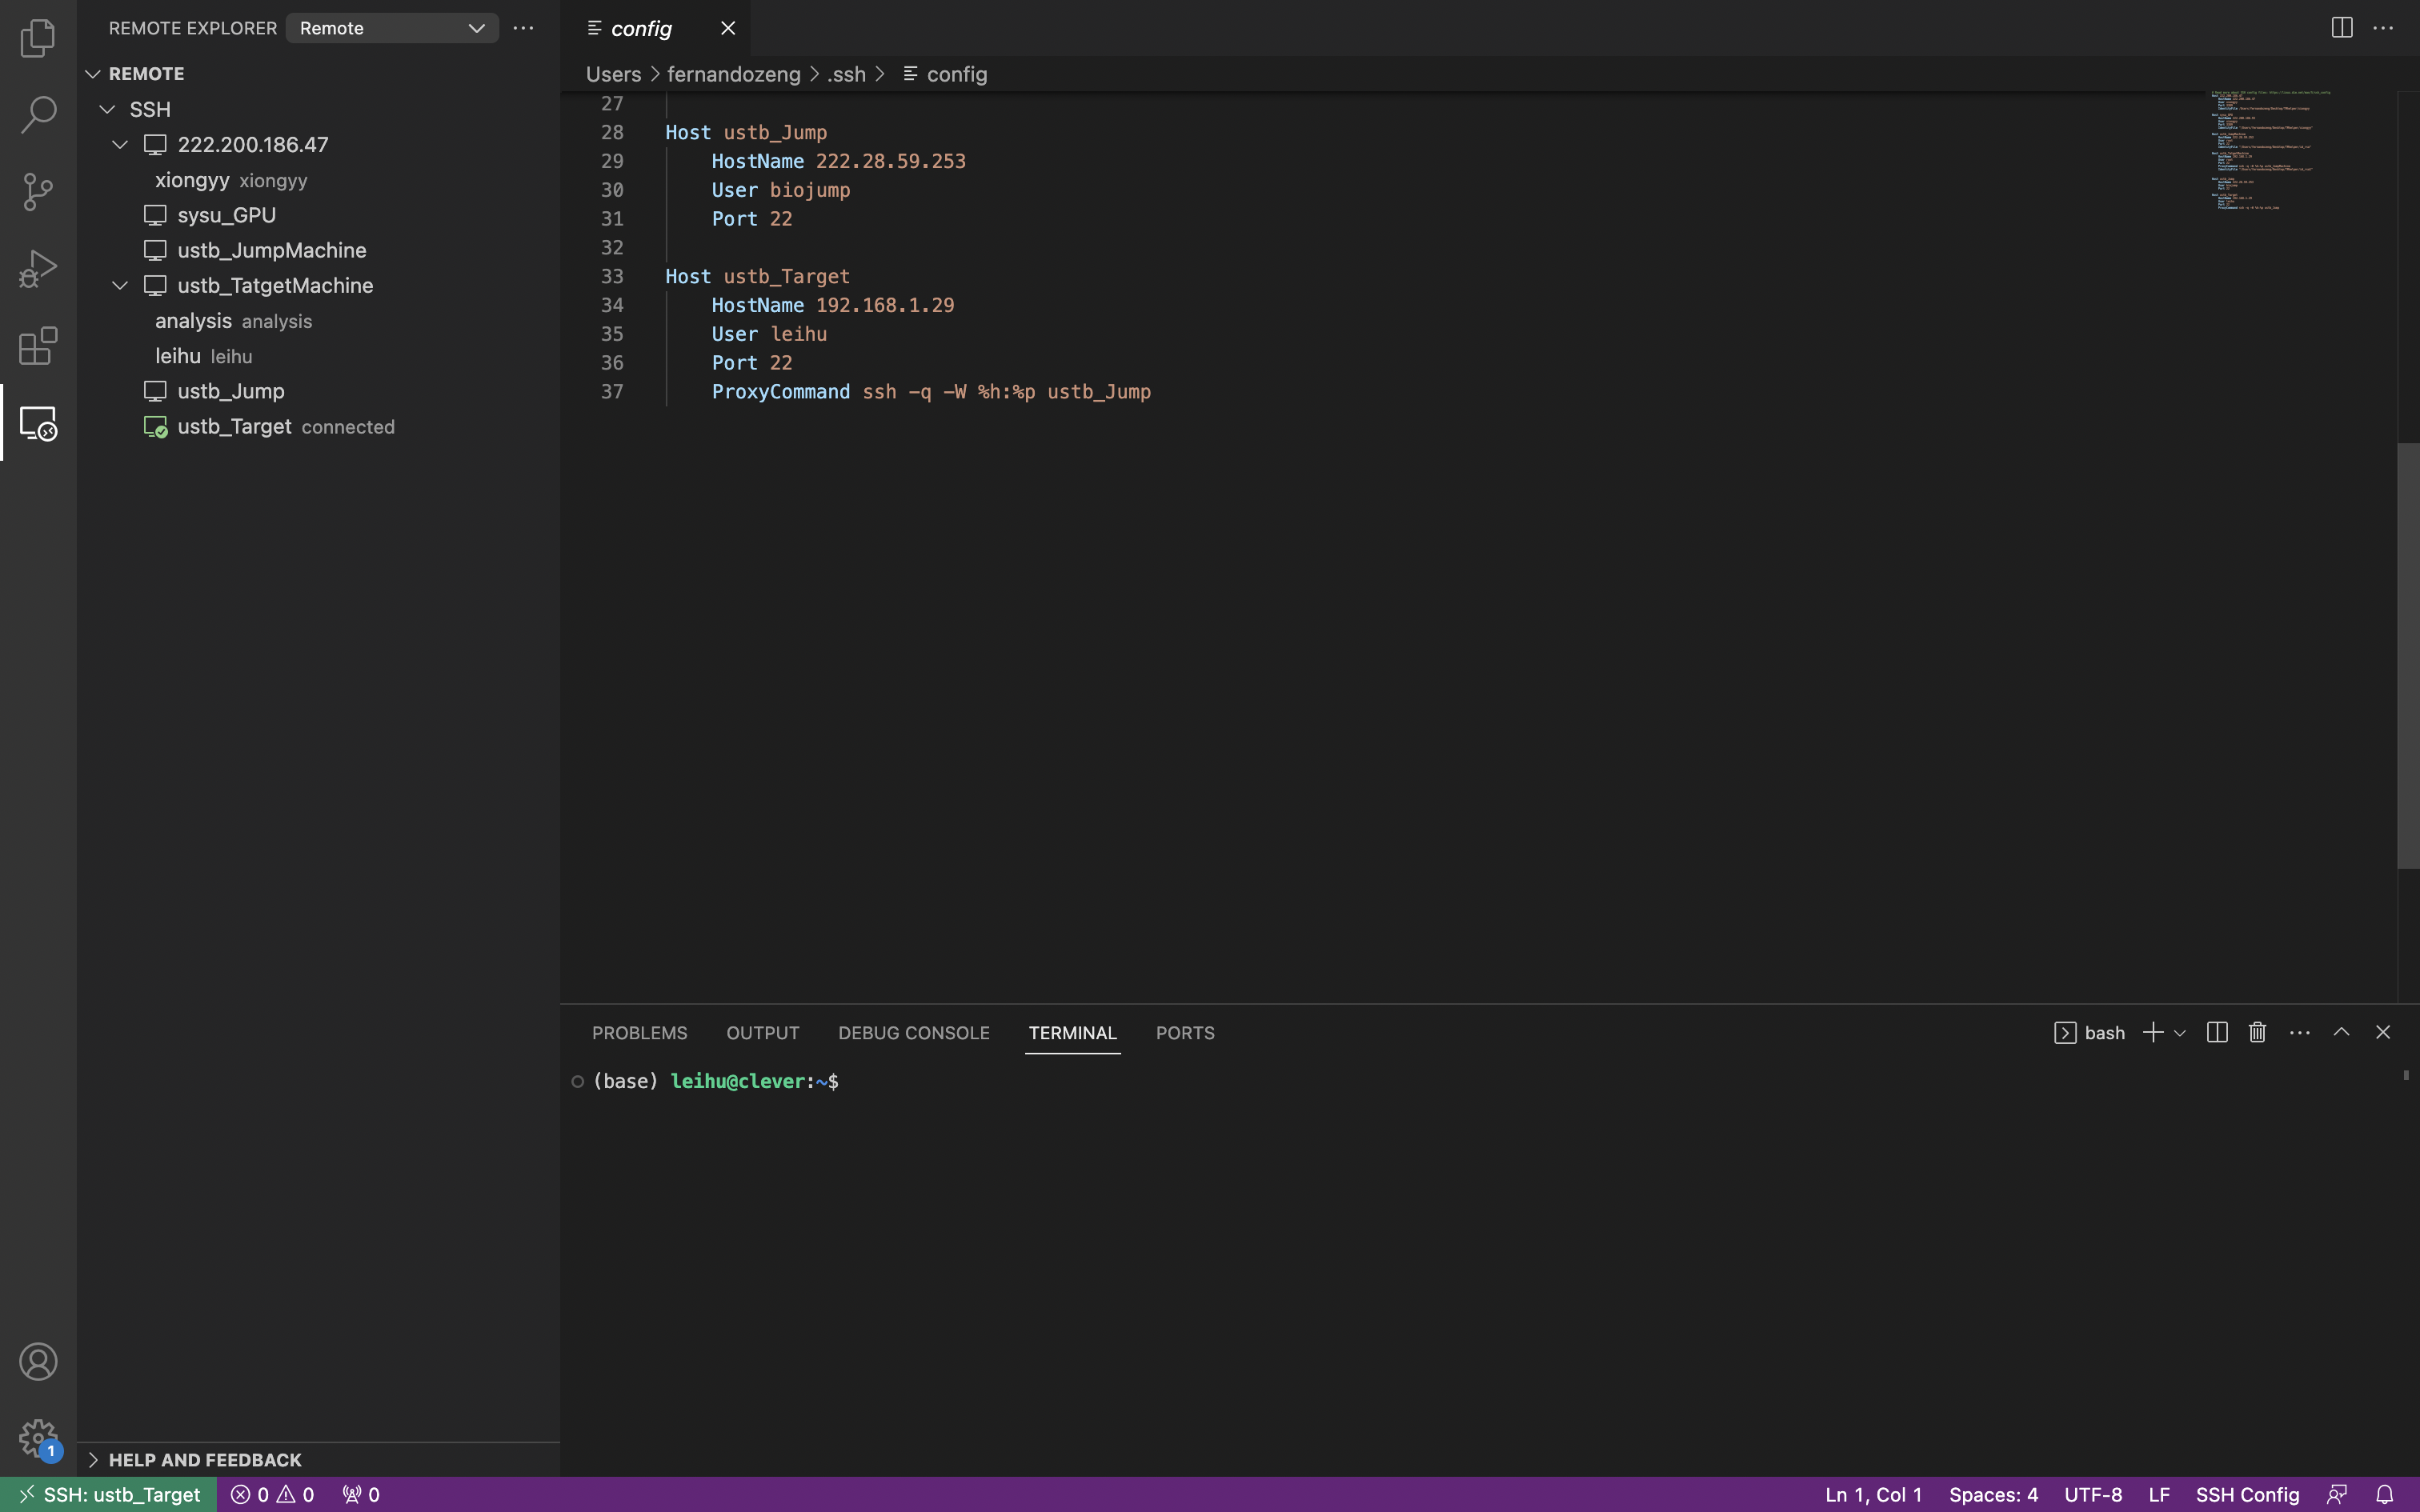 REMOTE EXPLORER Remote
REMOTE
SSH
222.200.186.47
xiongyy xiongyy
sysu_GPU
ustb_JumpMachine
ustb_TatgetMachine
analysis analysis
leihu leihu
ustb_Jump
ustb_Target connected
HELP AND FEEDBACK
config
Users > fernandozeng > .ssh > config
27
28 Host ustb_Jump
29 HostName 222.28.59.253
30 User biojump
31 Port 22
32
33 Host ustb_Target
34 HostName 192.168.1.29
35 User leihu
36 Port 22
37 ProxyCommand ssh -q -W %h:%p ustb_Jump
PROBLEMS OUTPUT DEBUG CONSOLE TERMINAL PORTS bash
(base) leihu@clever:~$
1
SSH: ustb_Target 0 0 0 Ln 1, Col 1 Spaces: 4 UTF-8 LF SSH Config